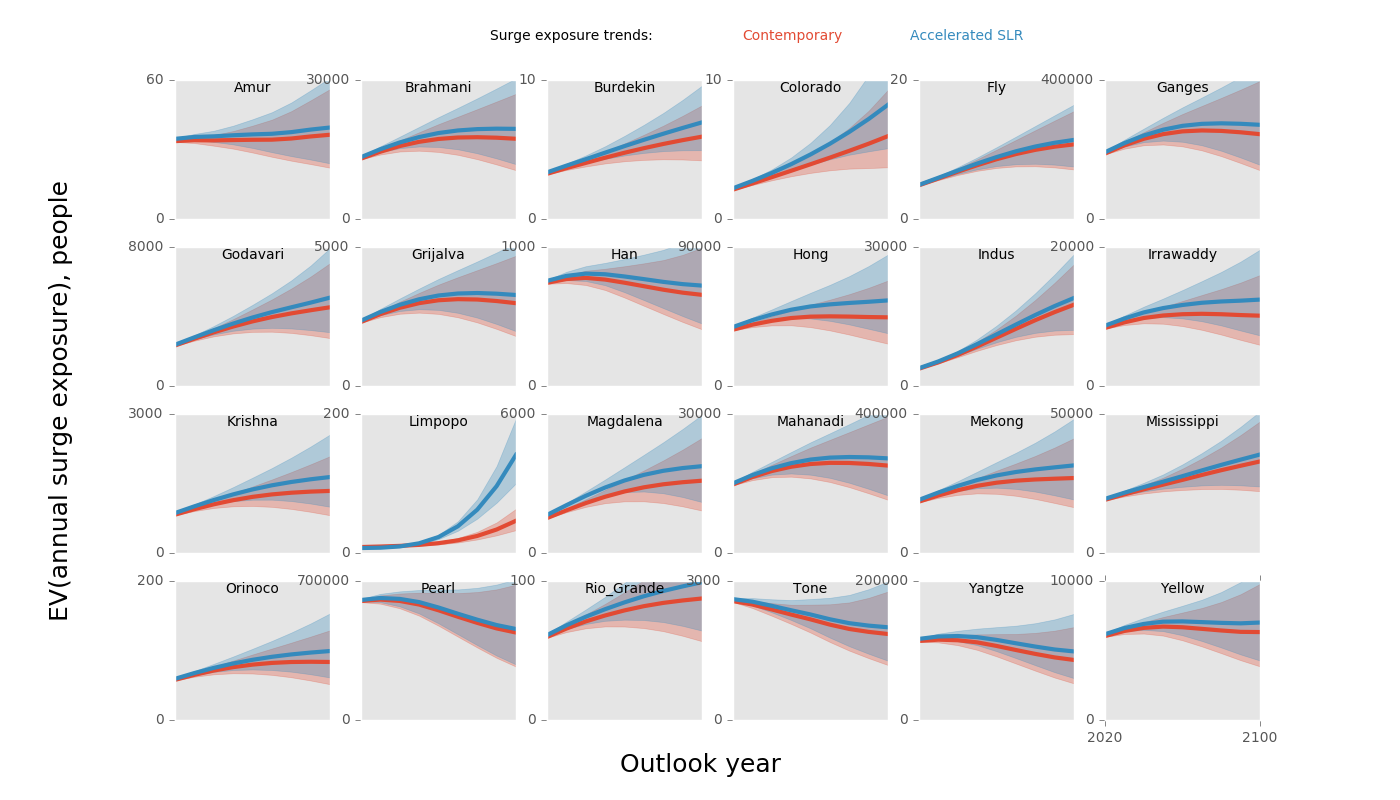 Surge exposure trends: Contemporary Accelerated SLR
60 Amur 30000 Brahmani 10 Burdekin 10 Colorado 20 Fly 400000 Ganges
0 0 0 0 0 0
8000 Godavari 5000 Grijalva 1000 Han 90000 Hong 30000 Indus 20000 Irrawaddy
0 0 0 0 0 0
3000 Krishna 200 Limpopo 6000 Magdalena 30000 Mahanadi 400000 Mekong 50000 Mississippi
0 0 0 0 0 0
200 Orinoco 700000 Pearl 100 Rio_Grande 3000 Tone 200000 Yangtze 10000 Yellow
0 0 0 0 0 0
2020 2100
EV(annual surge exposure), people
Outlook year